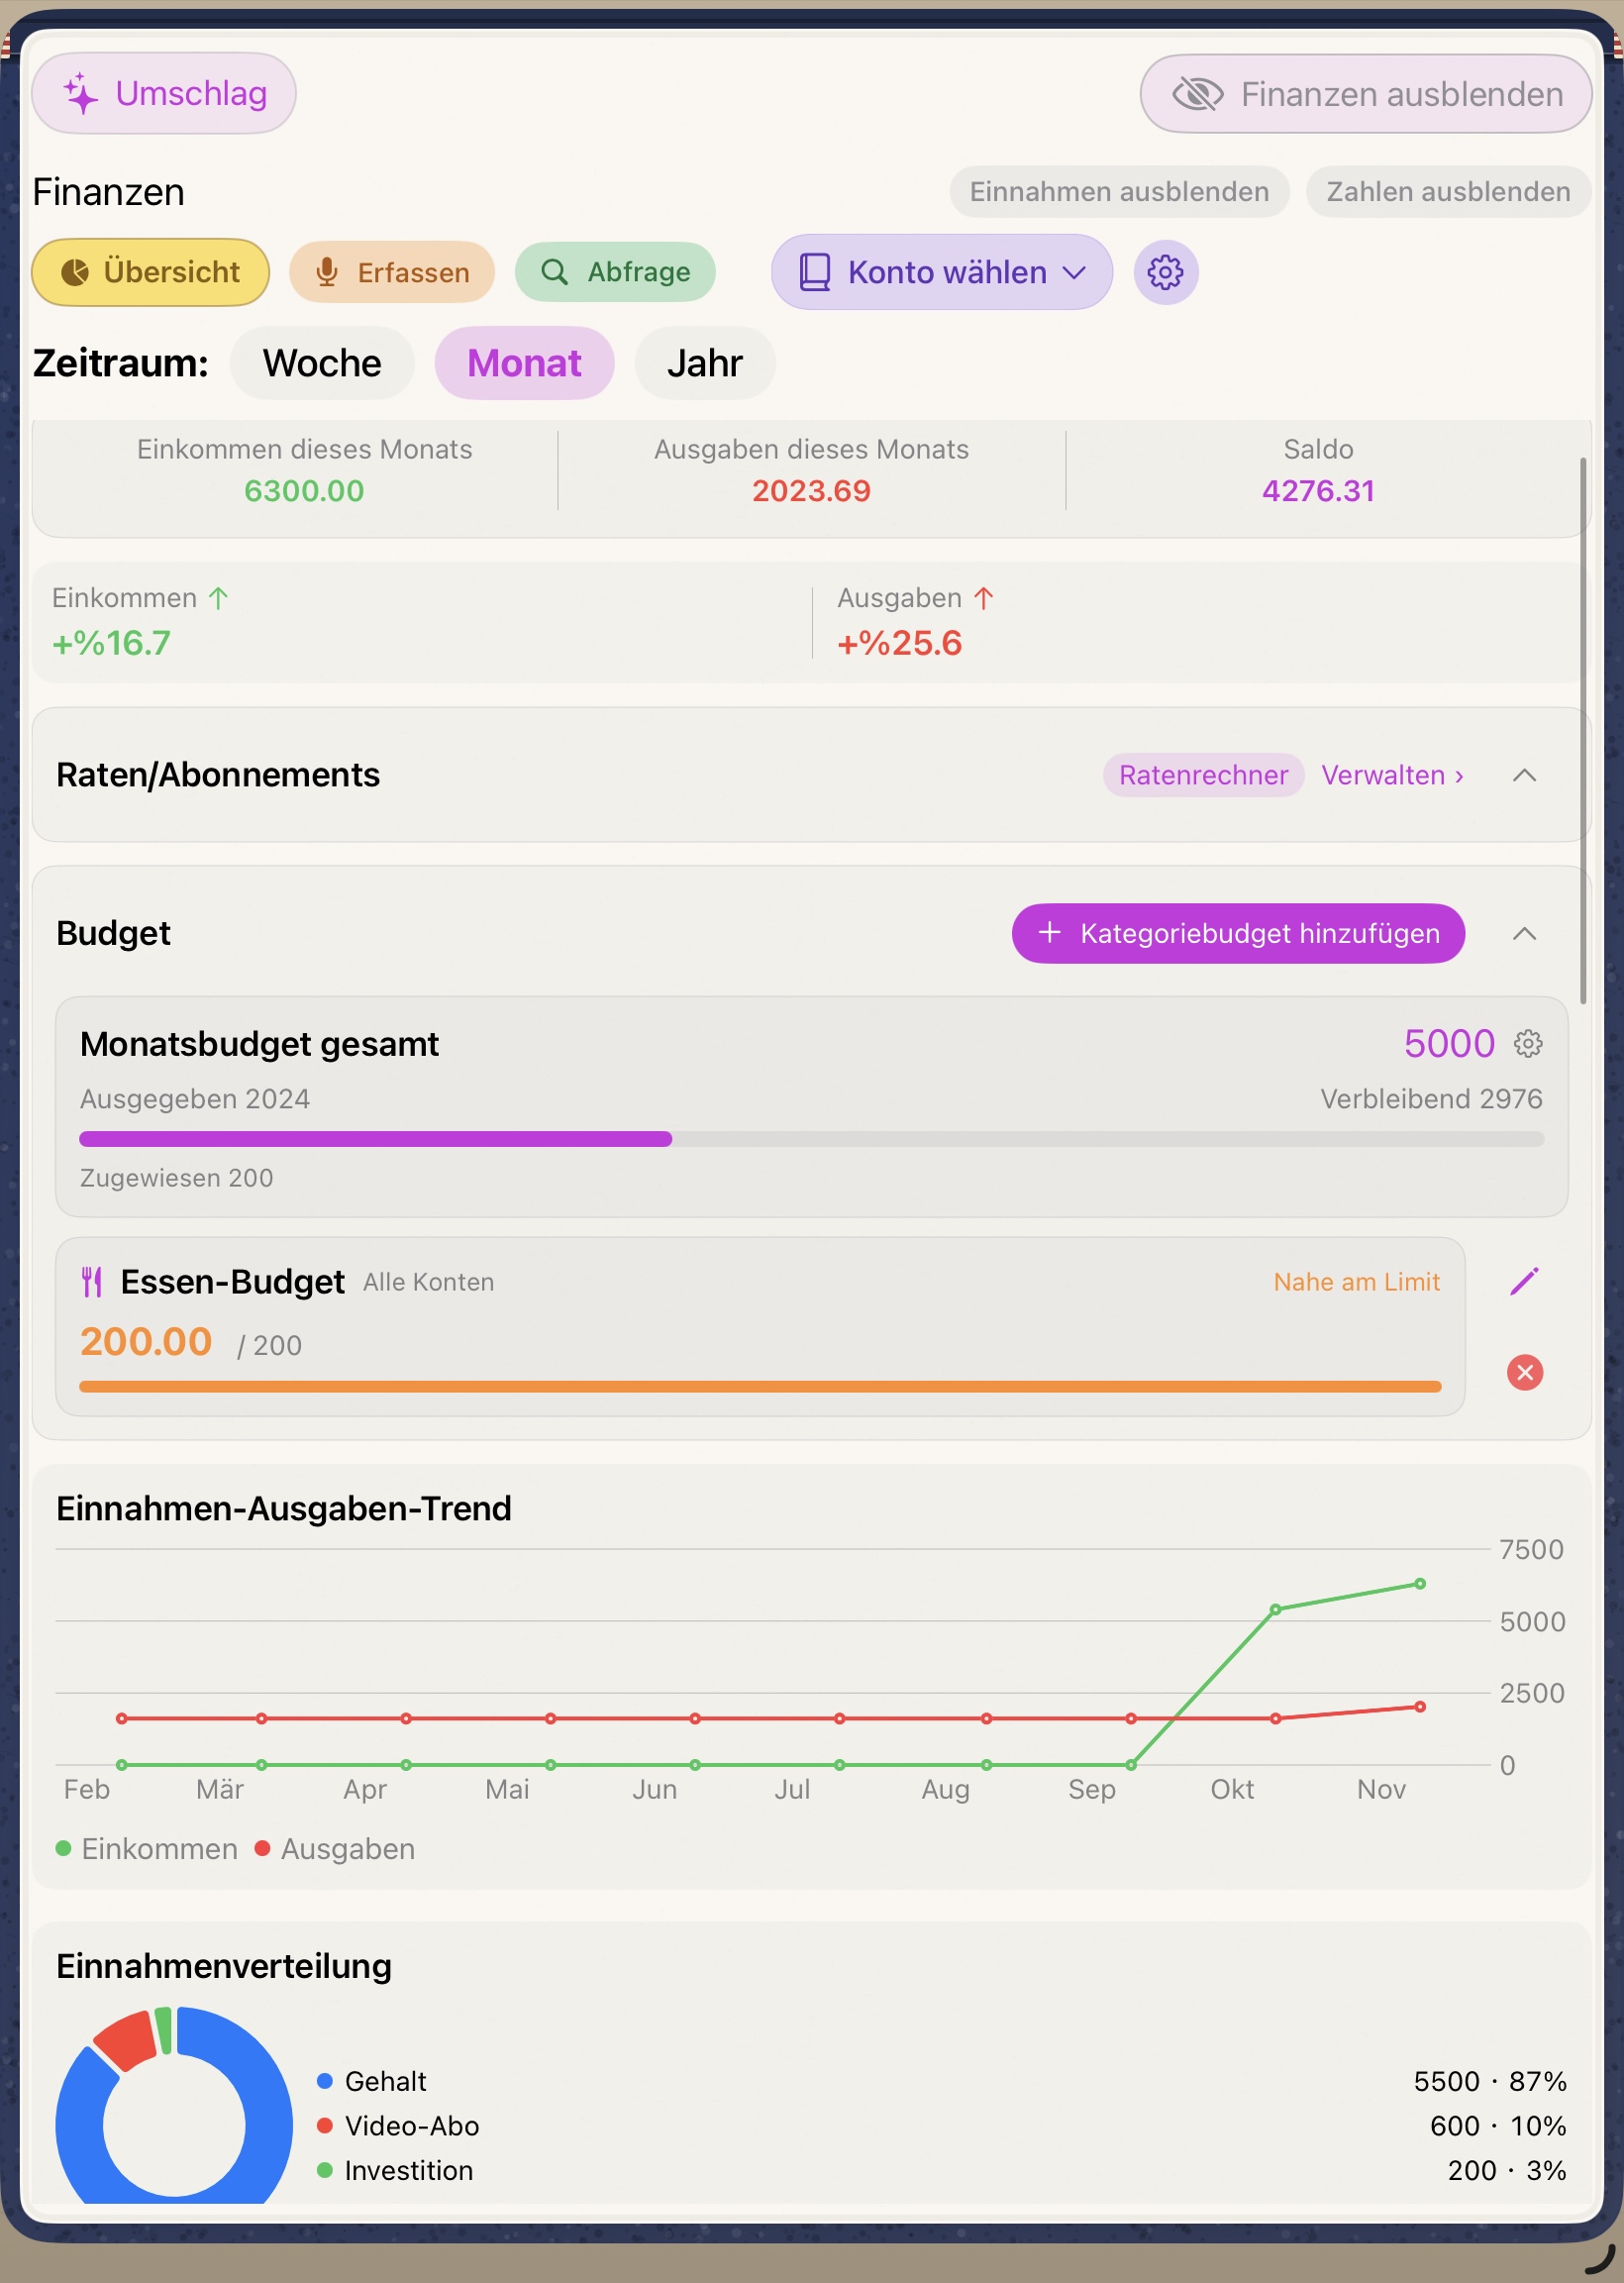 Umschlag
Finanzen ausblenden
Finanzen
Einnahmen ausblenden
Zahlen ausblenden
Übersicht
Erfassen
Abfrage
Konto wählen
Zeitraum:
Woche
Monat
Jahr
Einkommen dieses Monats
6300.00
Ausgaben dieses Monats
2023.69
Saldo
4276.31
Einkommen ↑
+%16.7
Ausgaben ↑
+%25.6
Raten/Abonnements
Ratenrechner
Verwalten ›
Budget
+ Kategoriebudget hinzufügen
Monatsbudget gesamt
5000
Ausgegeben 2024
Verbleibend 2976
Zugewiesen 200
Essen-Budget Alle Konten
Nahe am Limit
200.00 / 200
Einnahmen-Ausgaben-Trend
7500
5000
2500
0
Feb Mär Apr Mai Jun Jul Aug Sep Okt Nov
Einkommen Ausgaben
Einnahmenverteilung
Gehalt 5500 · 87%
Video-Abo 600 · 10%
Investition 200 · 3%